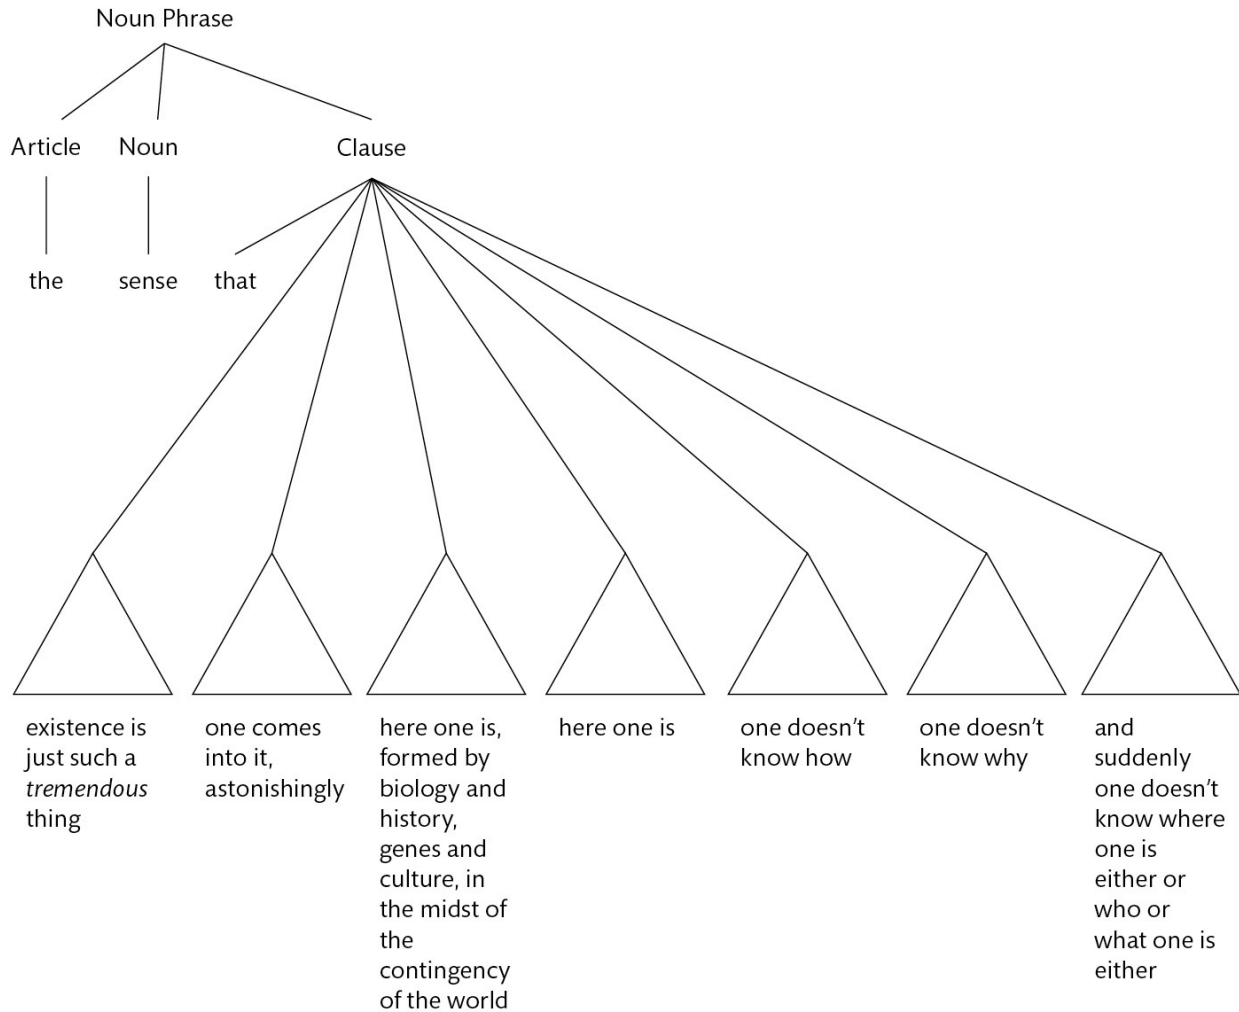 Noun Phrase
Article Noun Clause
the sense that
existence is
just such a
tremendous
thing
one comes
into it,
astonishingly
here one is,
formed by
biology and
history,
genes and
culture, in
the midst of
the
contingency
of the world
here one is
one doesn’t
know how
one doesn’t
know why
and
suddenly
one doesn’t
know where
one is
either or
who or
what one is
either